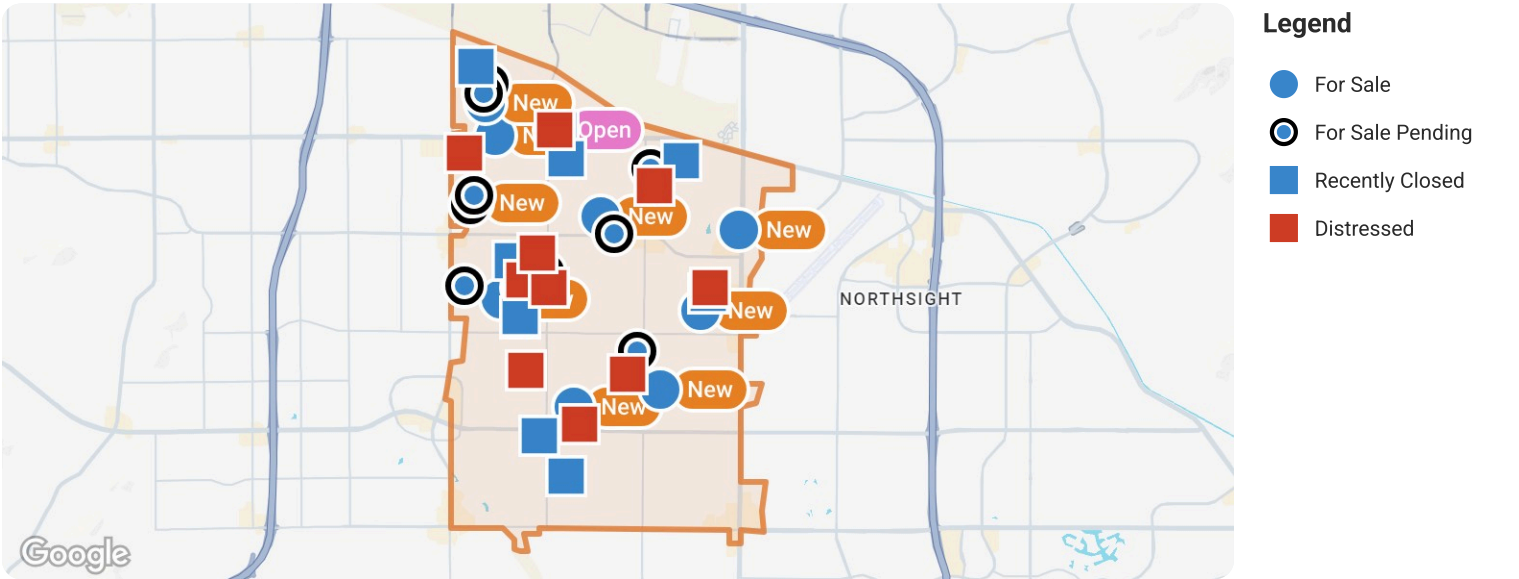 Legend
For Sale
For Sale Pending
Recently Closed
Distressed
New
Open
New
New
New
NORTHSIGHT
New
New
New
Google